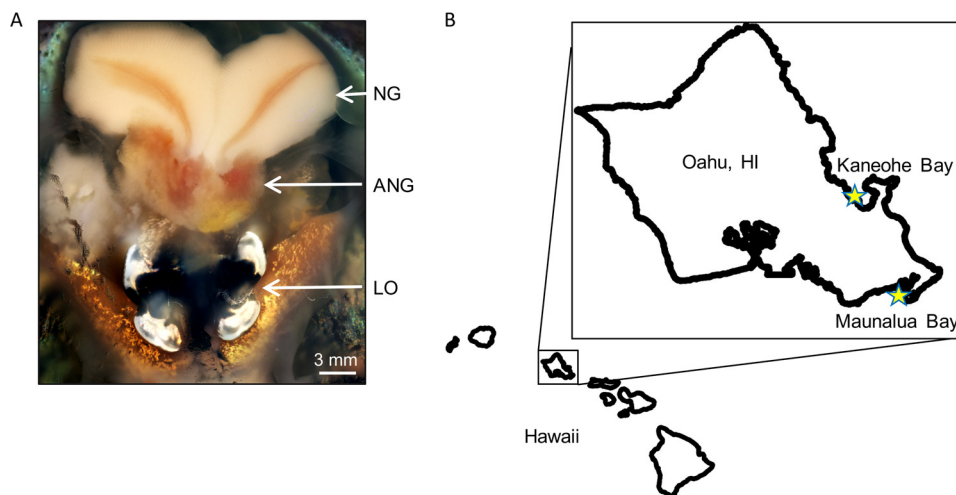 A
NG
ANG
LO
3 mm
B
Oahu, HI
Kaneohe Bay
Maunalua Bay
Hawaii